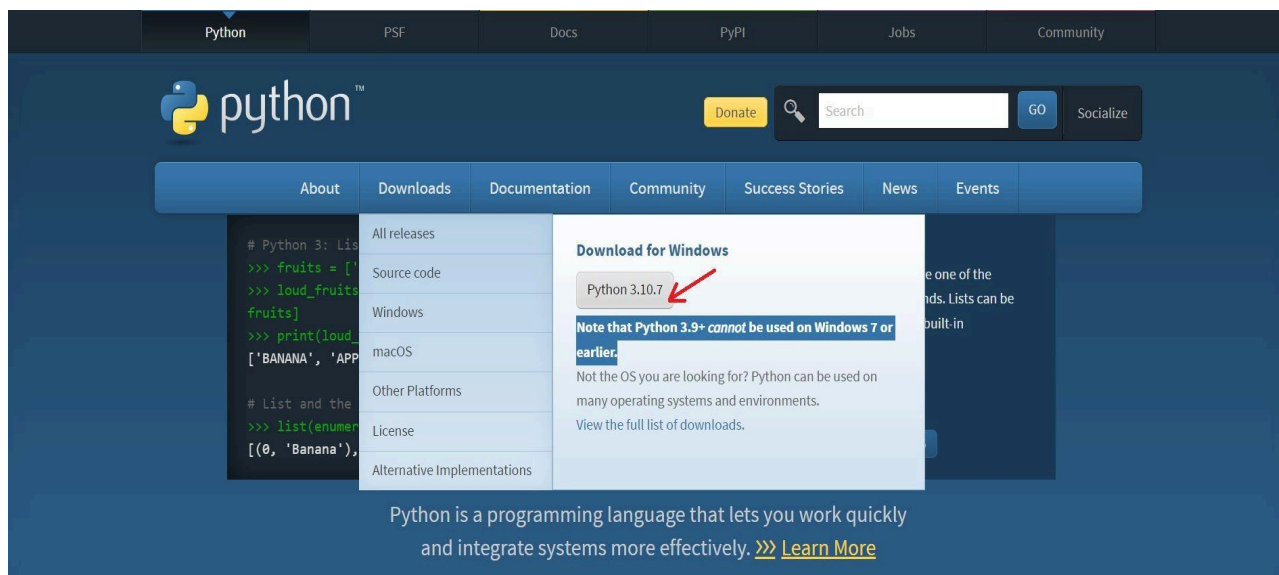 Python PSF Docs PyPI Jobs Community
python™
Donate Search GO Socialize
About Downloads Documentation Community Success Stories News Events
# Python 3: Lis
>>> fruits = ['
>>> loud_fruits
fruits]
>>> print(loud_
['BANANA', 'APP
# List and the
>>> list(enumer
[(0, 'Banana'),
All releases
Source code
Windows
macOS
Other Platforms
License
Alternative Implementations
Download for Windows
Python 3.10.7
Note that Python 3.9+ cannot be used on Windows 7 or
earlier.
Not the OS you are looking for? Python can be used on
many operating systems and environments.
View the full list of downloads.
e one of the
nds. Lists can be
built-in
Python is a programming language that lets you work quickly
and integrate systems more effectively. >>> Learn More